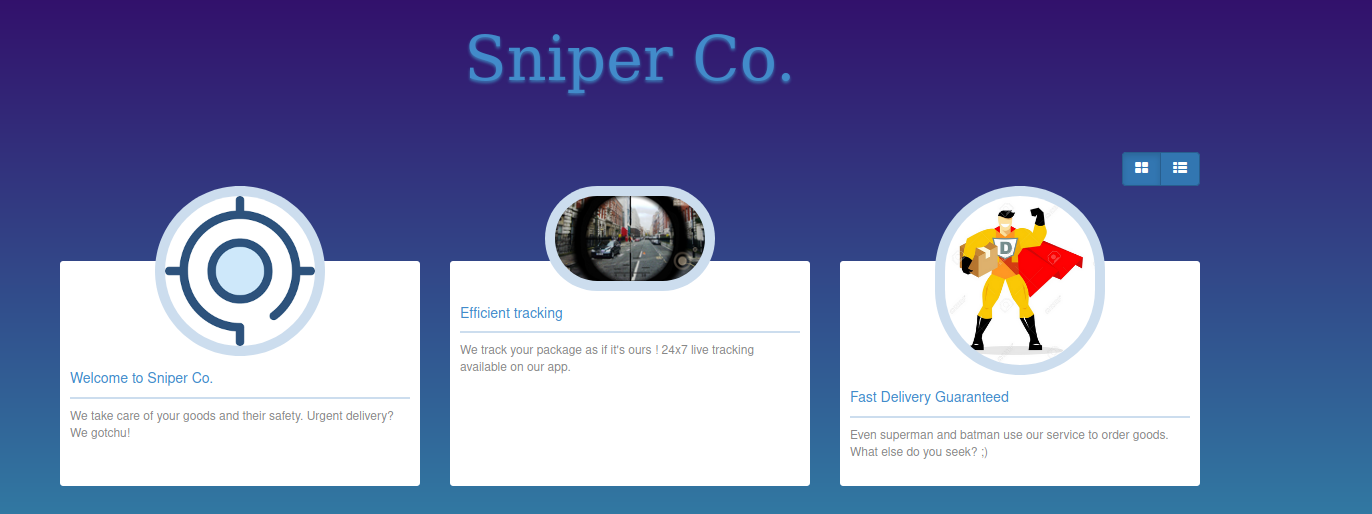 Sniper Co.
Welcome to Sniper Co.
We take care of your goods and their safety. Urgent delivery?
We gotchu!
Efficient tracking
We track your package as if it's ours ! 24x7 live tracking
available on our app.
D
Fast Delivery Guaranteed
Even superman and batman use our service to order goods.
What else do you seek? ;)